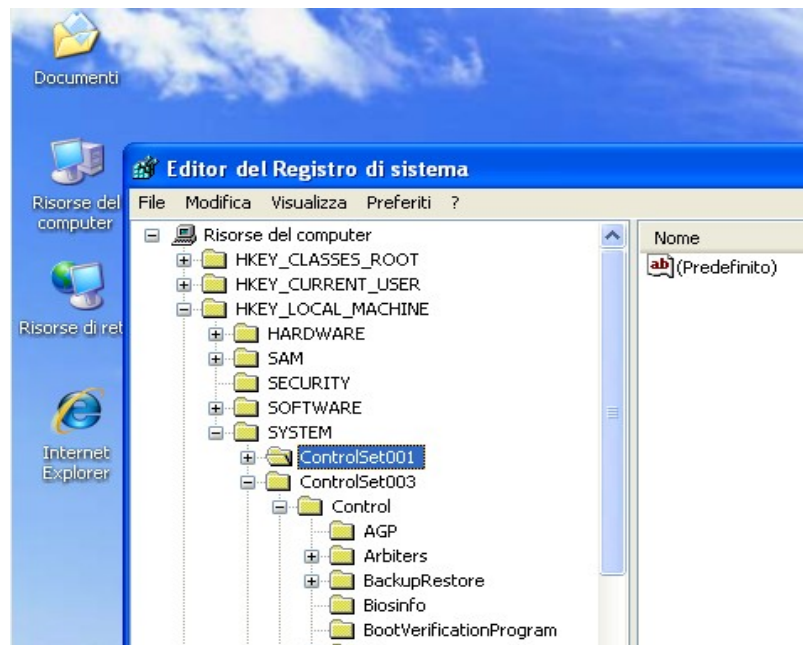 Documenti
Risorse del
computer
Risorse di ret
Internet
Explorer
Editor del Registro di sistema
File Modifica Visualizza Preferiti ?
Risorse del computer
HKEY_CLASSES_ROOT
HKEY_CURRENT_USER
HKEY_LOCAL_MACHINE
HARDWARE
SAM
SECURITY
SOFTWARE
SYSTEM
ControlSet001
ControlSet003
Control
AGP
Arbiters
BackupRestore
Biosinfo
BootVerificationProgram
Nome
ab (Predefinito)